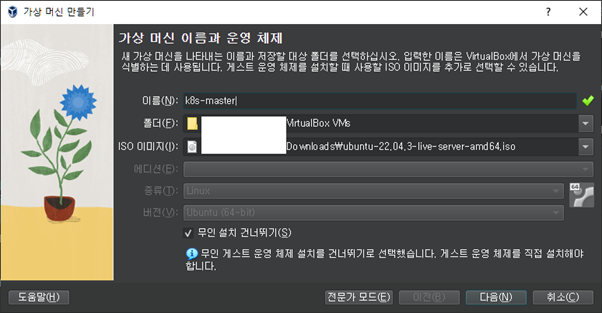 가상 머신 만들기
? ×
가상 머신 이름과 운영 체제
새 가상 머신을 나타내는 이름과 저장할 대상 폴더를 선택하십시오. 입력한 이름은 VirtualBox에서 가상 머신을
식별하는 데 사용됩니다. 게스트 운영 체제를 설치할 때 사용할 ISO 이미지를 추가로 선택할 수 있습니다.
이름(N): k8s-master
폴더(F): VirtualBox VMs
ISO 이미지(I): Downloads₩ubuntu-22.04.3-live-server-amd64.iso
에디션(E):
종류(T): Linux
64
버전(V): Ubuntu (64-bit)
무인 설치 건너뛰기(S)
무인 게스트 운영 체제 설치를 건너뛰기로 선택했습니다. 게스트 운영 체제를 직접 설치해야
합니다.
도움말(H) 전문가 모드(E) 이전(B) 다음(N) 취소(C)